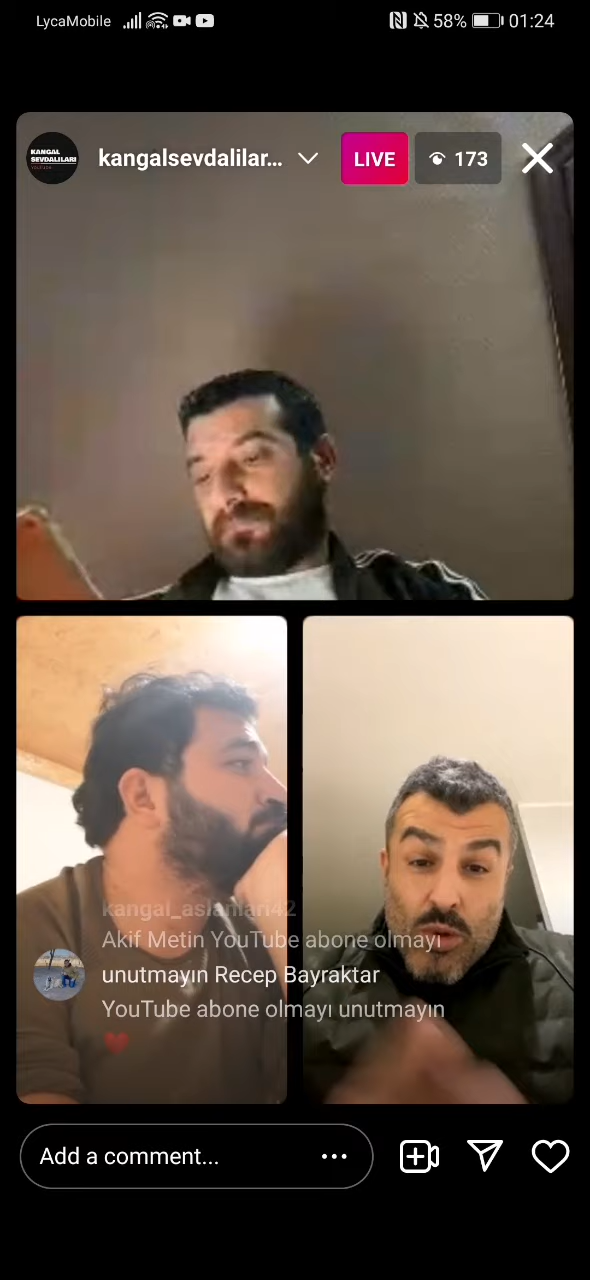 LycaMobile 58% 01:24
KANGAL
SEVDALILARI
YouTube
kangalsevdalilar... LIVE 173
kangal_aslanlari42
Akif Metin YouTube abone olmayı
unutmayın Recep Bayraktar
YouTube abone olmayı unutmayın
❤️
Add a comment...